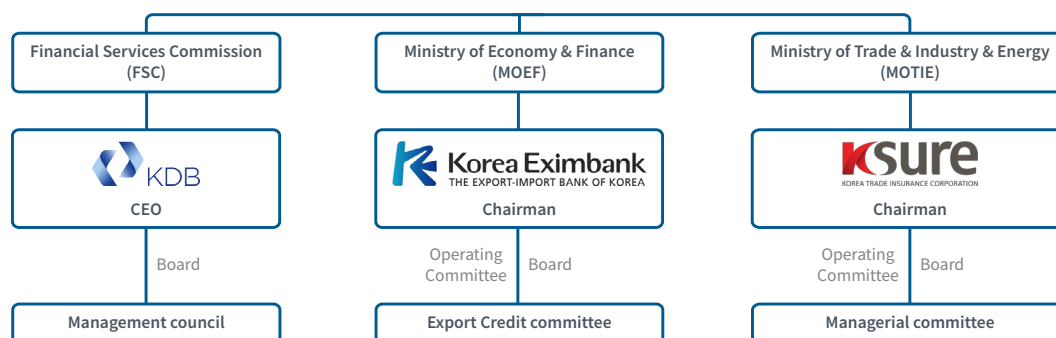 Financial Services Commission
(FSC)
Ministry of Economy & Finance
(MOEF)
Ministry of Trade & Industry & Energy
(MOTIE)
KDB
CEO
Korea Eximbank
THE EXPORT-IMPORT BANK OF KOREA
Chairman
Ksure
KOREA TRADE INSURANCE CORPORATION
Chairman
Board
Operating
Committee
Board
Operating
Committee
Board
Management council
Export Credit committee
Managerial committee